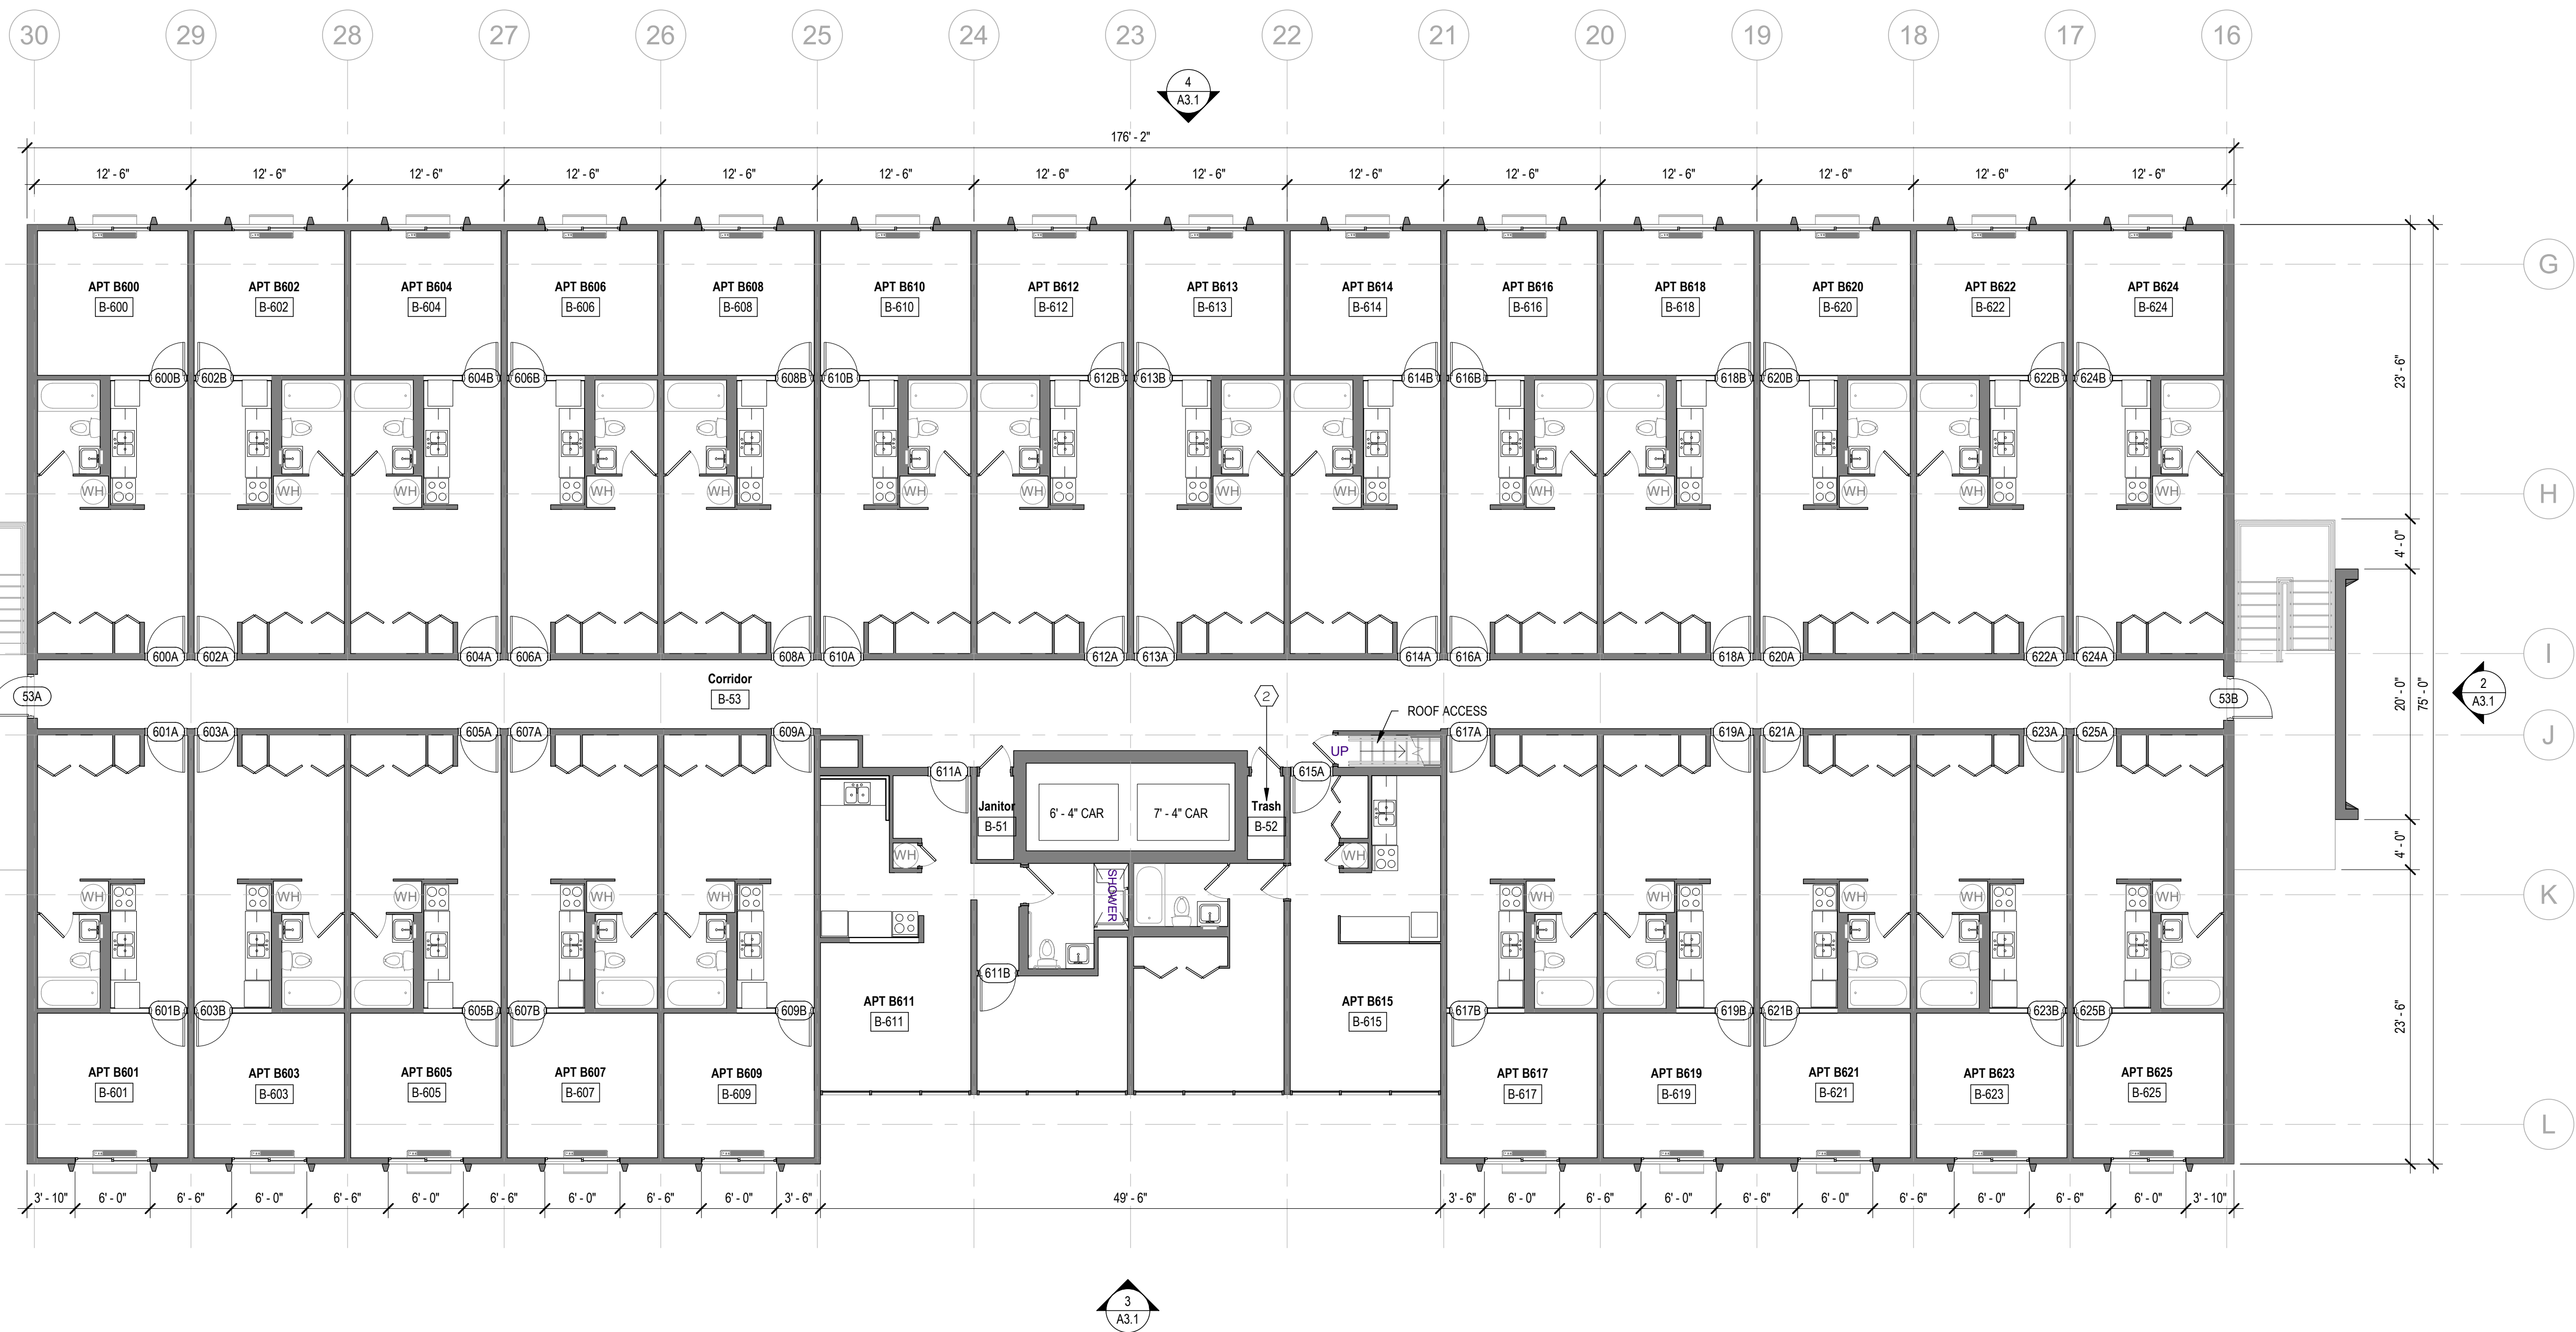 30 29 28 27 26 25 24 23 22 21 20 19 18 17 16
4
A3.1
176' - 2"
12' - 6" 12' - 6" 12' - 6" 12' - 6" 12' - 6" 12' - 6" 12' - 6" 12' - 6" 12' - 6" 12' - 6" 12' - 6" 12' - 6" 12' - 6" 12' - 6"
G
APT B600 APT B602 APT B604 APT B606 APT B608 APT B610 APT B612 APT B613 APT B614 APT B616 APT B618 APT B620 APT B622 APT B624
B-600 B-602 B-604 B-606 B-608 B-610 B-612 B-613 B-614 B-616 B-618 B-620 B-622 B-624
600B 602B 604B 606B 608B 610B 612B 613B 614B 616B 618B 620B 622B 624B
23' - 6"
WH WH WH WH WH WH WH WH WH WH WH WH WH WH
H
4' - 0"
600A 602A 604A 606A 608A 610A 612A 613A 614A 616A 618A 620A 622A 624A
I
Corridor
B-53
53A
2
53B
20' - 0"
75' - 0"
2
A3.1
ROOF ACCESS
601A 603A 605A 607A 609A 617A 619A 621A 623A 625A
J
UP
611A 615A
Janitor
B-51
6' - 4" CAR
7' - 4" CAR
Trash
B-52
WH WH
4' - 0"
SHOWER
K
WH WH WH WH WH WH WH WH WH WH
611B
601B 603B 605B 607B 609B 617B 619B 621B 623B 625B
APT B611
B-611
APT B615
B-615
23' - 6"
APT B601 APT B603 APT B605 APT B607 APT B609 APT B617 APT B619 APT B621 APT B623 APT B625
B-601 B-603 B-605 B-607 B-609 B-617 B-619 B-621 B-623 B-625
L
3' - 10" 6' - 0" 6' - 6" 6' - 0" 6' - 6" 6' - 0" 6' - 6" 6' - 0" 6' - 6" 6' - 0" 3' - 6" 49' - 6" 3' - 6" 6' - 0" 6' - 6" 6' - 0" 6' - 6" 6' - 0" 6' - 6" 6' - 0" 6' - 6" 6' - 0" 3' - 10"
3
A3.1